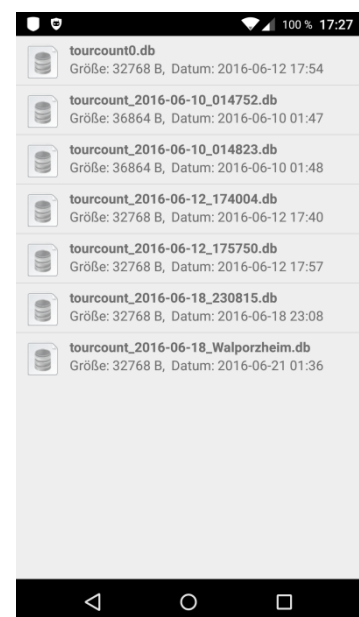 100 % 17:27
tourcount0.db
Größe: 32768 B, Datum: 2016-06-12 17:54
tourcount_2016-06-10_014752.db
Größe: 36864 B, Datum: 2016-06-10 01:47
tourcount_2016-06-10_014823.db
Größe: 36864 B, Datum: 2016-06-10 01:48
tourcount_2016-06-12_174004.db
Größe: 32768 B, Datum: 2016-06-12 17:40
tourcount_2016-06-12_175750.db
Größe: 32768 B, Datum: 2016-06-12 17:57
tourcount_2016-06-18_230815.db
Größe: 32768 B, Datum: 2016-06-18 23:08
tourcount_2016-06-18_Walporzheim.db
Größe: 32768 B, Datum: 2016-06-21 01:36